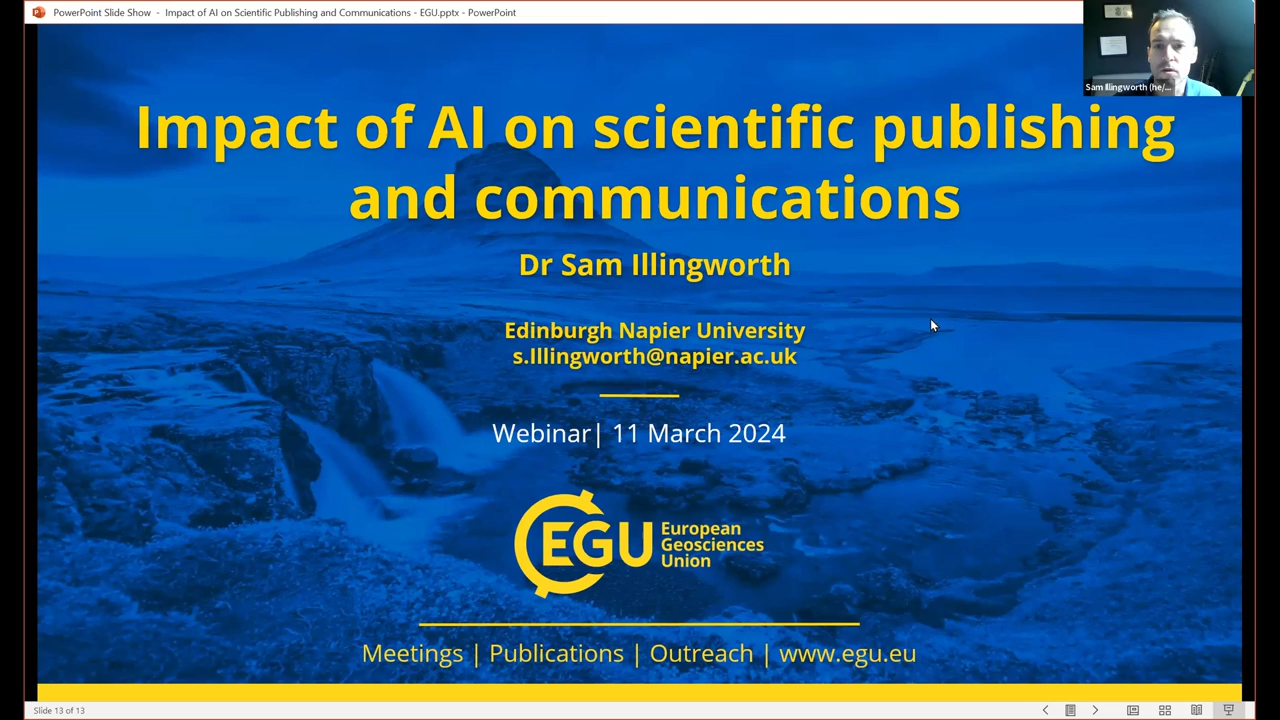 PowerPoint Slide Show - Impact of AI on Scientific Publishing and Communications - EGU.pptx - PowerPoint
Sam Illingworth (he/...
Impact of AI on scientific publishing
and communications
Dr Sam Illingworth
Edinburgh Napier University
s.Illingworth@napier.ac.uk
Webinar| 11 March 2024
EGU
European
Geosciences
Union
Meetings | Publications | Outreach | www.egu.eu
Slide 13 of 13